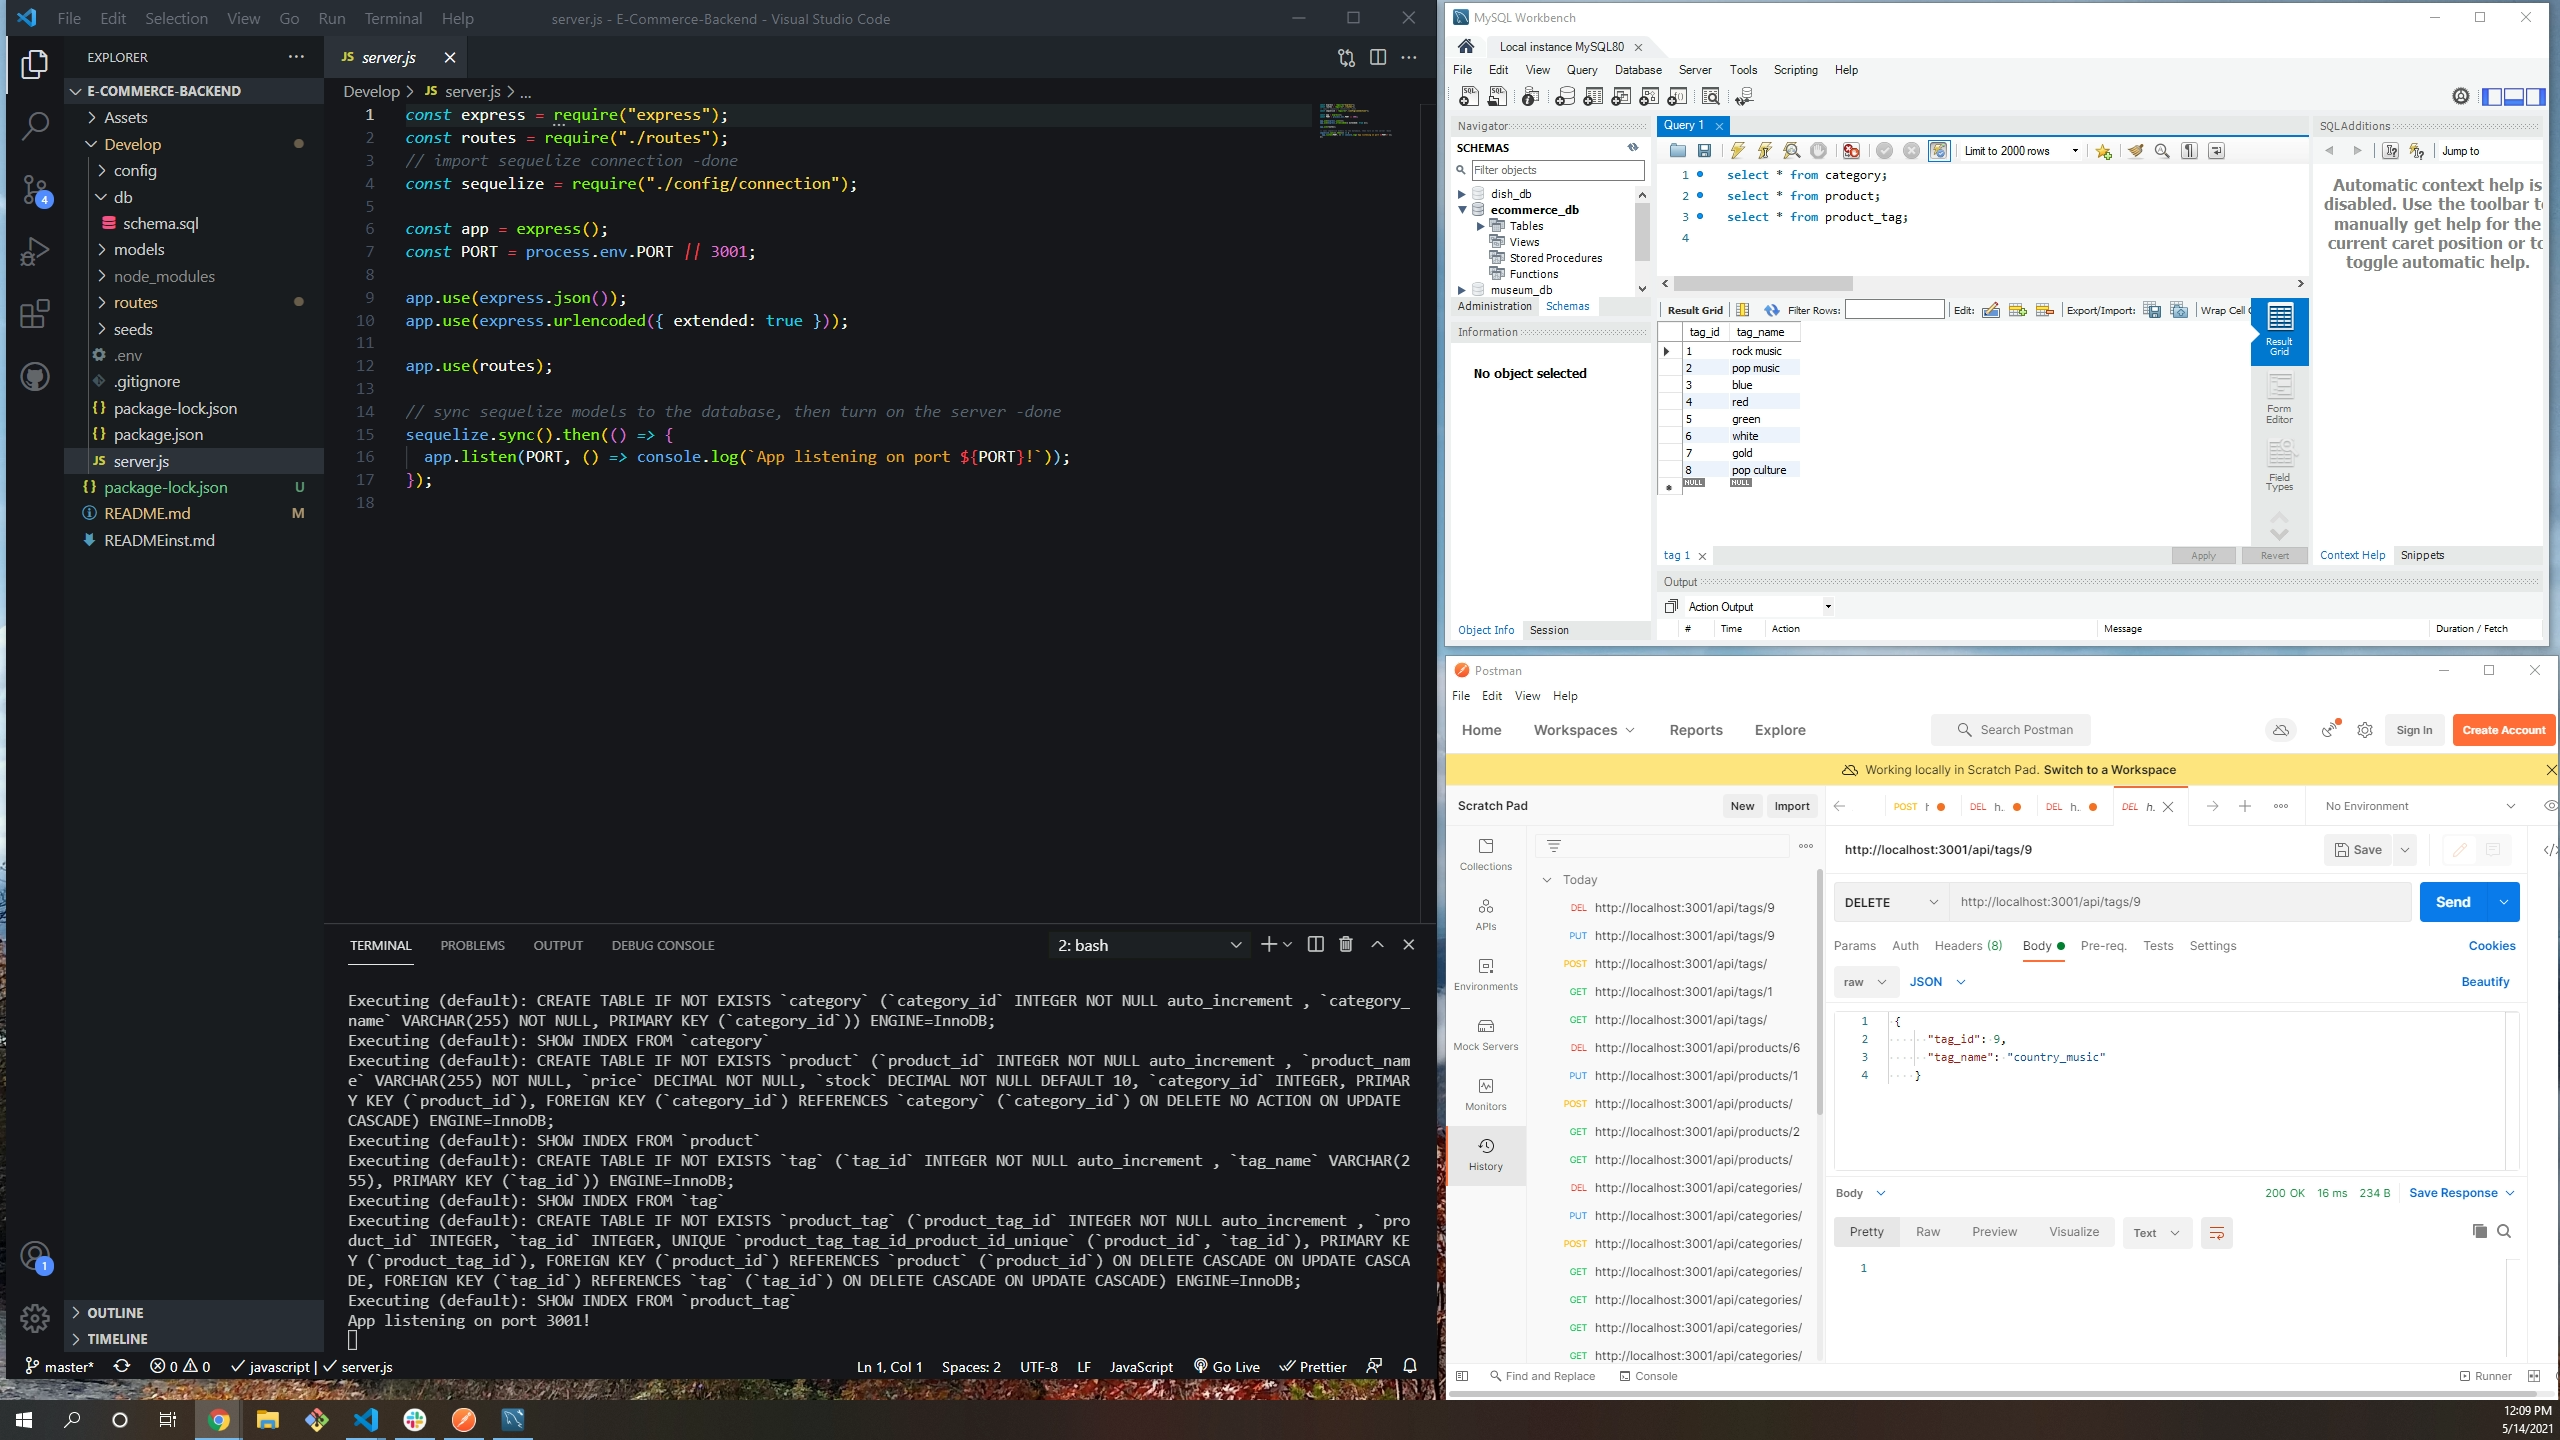 File Edit Selection View Go Run Terminal Help
server.js - E-Commerce-Backend - Visual Studio Code
EXPLORER
E-COMMERCE-BACKEND
Assets
Develop
config
db
schema.sql
models
node_modules
routes
seeds
.env
.gitignore
package-lock.json
package.json
JS server.js
package-lock.json U
README.md M
READMEinst.md
OUTLINE
TIMELINE
4
1
JS server.js
Develop > JS server.js > ...
1 const express = require("express");
2 const routes = require("./routes");
3 // import sequelize connection -done
4 const sequelize = require("./config/connection");
5
6 const app = express();
7 const PORT = process.env.PORT || 3001;
8
9 app.use(express.json());
10 app.use(express.urlencoded({ extended: true }));
11
12 app.use(routes);
13
14 // sync sequelize models to the database, then turn on the server -done
15 sequelize.sync().then(() => {
16 app.listen(PORT, () => console.log(`App listening on port ${PORT}!`));
17 });
18
TERMINAL PROBLEMS OUTPUT DEBUG CONSOLE
2: bash
Executing (default): CREATE TABLE IF NOT EXISTS `category` (`category_id` INTEGER NOT NULL auto_increment , `category_
name` VARCHAR(255) NOT NULL, PRIMARY KEY (`category_id`)) ENGINE=InnoDB;
Executing (default): SHOW INDEX FROM `category`
Executing (default): CREATE TABLE IF NOT EXISTS `product` (`product_id` INTEGER NOT NULL auto_increment , `product_nam
e` VARCHAR(255) NOT NULL, `price` DECIMAL NOT NULL, `stock` DECIMAL NOT NULL DEFAULT 10, `category_id` INTEGER, PRIMAR
Y KEY (`product_id`), FOREIGN KEY (`category_id`) REFERENCES `category` (`category_id`) ON DELETE NO ACTION ON UPDATE
CASCADE) ENGINE=InnoDB;
Executing (default): SHOW INDEX FROM `product`
Executing (default): CREATE TABLE IF NOT EXISTS `tag` (`tag_id` INTEGER NOT NULL auto_increment , `tag_name` VARCHAR(2
55), PRIMARY KEY (`tag_id`)) ENGINE=InnoDB;
Executing (default): SHOW INDEX FROM `tag`
Executing (default): CREATE TABLE IF NOT EXISTS `product_tag` (`product_tag_id` INTEGER NOT NULL auto_increment , `pro
duct_id` INTEGER, `tag_id` INTEGER, UNIQUE `product_tag_tag_id_product_id_unique` (`product_id`, `tag_id`), PRIMARY KE
Y (`product_tag_id`), FOREIGN KEY (`product_id`) REFERENCES `product` (`product_id`) ON DELETE CASCADE ON UPDATE CASCA
DE, FOREIGN KEY (`tag_id`) REFERENCES `tag` (`tag_id`) ON DELETE CASCADE ON UPDATE CASCADE) ENGINE=InnoDB;
Executing (default): SHOW INDEX FROM `product_tag`
App listening on port 3001!
master* 0 0 javascript | server.js
Ln 1, Col 1 Spaces: 2 UTF-8 LF JavaScript Go Live Prettier
MySQL Workbench
Local instance MySQL80
File Edit View Query Database Server Tools Scripting Help
Navigator
SCHEMAS
Filter objects
dish_db
ecommerce_db
Tables
Views
Stored Procedures
Functions
museum_db
Administration Schemas
Information
No object selected
Object Info Session
Query 1
Limit to 2000 rows
1 select * from category;
2 select * from product;
3 select * from product_tag;
4
Result Grid Filter Rows: Edit: Export/Import: Wrap Cell C
tag_id tag_name
1 rock music
2 pop music
3 blue
4 red
5 green
6 white
7 gold
8 pop culture
NULL NULL
Result Grid
Form Editor
Field Types
tag 1 Apply Revert
SQLAdditions
Jump to
Automatic context help is
disabled. Use the toolbar to
manually get help for the
current caret position or to
toggle automatic help.
Context Help Snippets
Output
Action Output
# Time Action Message Duration / Fetch
Postman
File Edit View Help
Home Workspaces Reports Explore Search Postman Sign In Create Account
Working locally in Scratch Pad. Switch to a Workspace
Scratch Pad New Import
POST h DEL h.. DEL h.. DEL h.. No Environment
Collections
APIs
Environments
Mock Servers
Monitors
History
Today
DEL http://localhost:3001/api/tags/9
PUT http://localhost:3001/api/tags/9
POST http://localhost:3001/api/tags/
GET http://localhost:3001/api/tags/1
GET http://localhost:3001/api/tags/
DEL http://localhost:3001/api/products/6
PUT http://localhost:3001/api/products/1
POST http://localhost:3001/api/products/
GET http://localhost:3001/api/products/2
GET http://localhost:3001/api/products/
DEL http://localhost:3001/api/categories/
PUT http://localhost:3001/api/categories/
POST http://localhost:3001/api/categories/
GET http://localhost:3001/api/categories/
GET http://localhost:3001/api/categories/
GET http://localhost:3001/api/categories/
GET http://localhost:3001/api/categories/
http://localhost:3001/api/tags/9 Save
DELETE http://localhost:3001/api/tags/9 Send
Params Auth Headers (8) Body Pre-req. Tests Settings Cookies
raw JSON Beautify
1 {
2 "tag_id": 9,
3 "tag_name": "country_music"
4 }
Body 200 OK 16 ms 234 B Save Response
Pretty Raw Preview Visualize Text
1
Find and Replace Console Runner
12:09 PM
5/14/2021